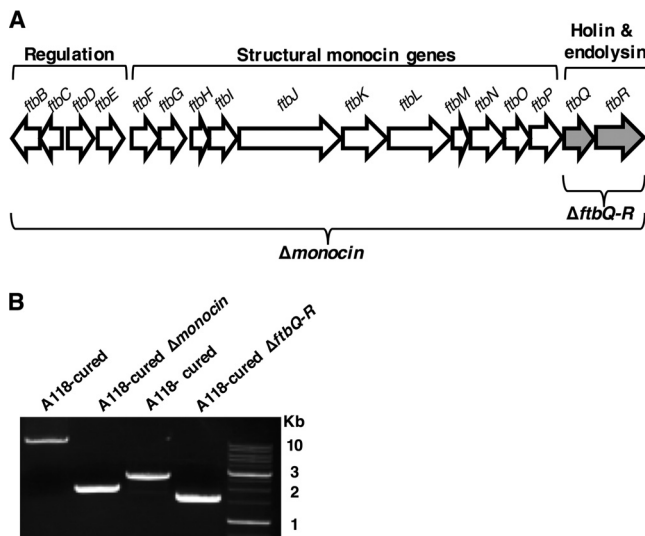 A
Regulation
Structural monocin genes
Holin &
endolysin
ftbB
ftbC
ftbD
ftbE
ftbF
ftbG
ftbH
ftbI
ftbJ
ftbK
ftbL
ftbM
ftbN
ftbO
ftbP
ftbQ
ftbR
ΔftbQ-R
Δmonocin
B
A118-cured
A118-cured Δmonocin
A118- cured
A118-cured ΔftbQ-R
Kb
10
3
2
1